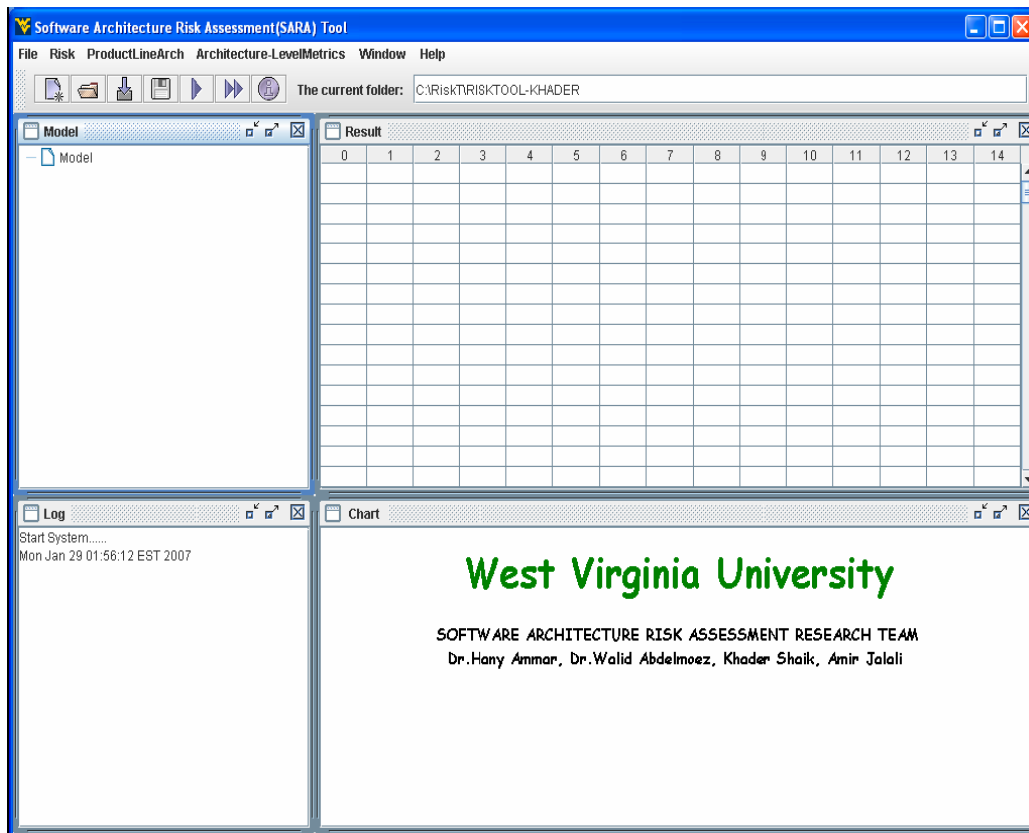 Software Architecture Risk Assessment(SARA) Tool
File Risk ProductLineArch Architecture-LevelMetrics Window Help
The current folder: C:\RiskT\RISKTOOL-KHADER
Model
Model
Result
0 1 2 3 4 5 6 7 8 9 10 11 12 13 14
Log
Start System......
Mon Jan 29 01:56:12 EST 2007
Chart
West Virginia University
SOFTWARE ARCHITECTURE RISK ASSESSMENT RESEARCH TEAM
Dr.Hany Ammar, Dr.Walid Abdelmoez, Khader Shaik, Amir Jalali